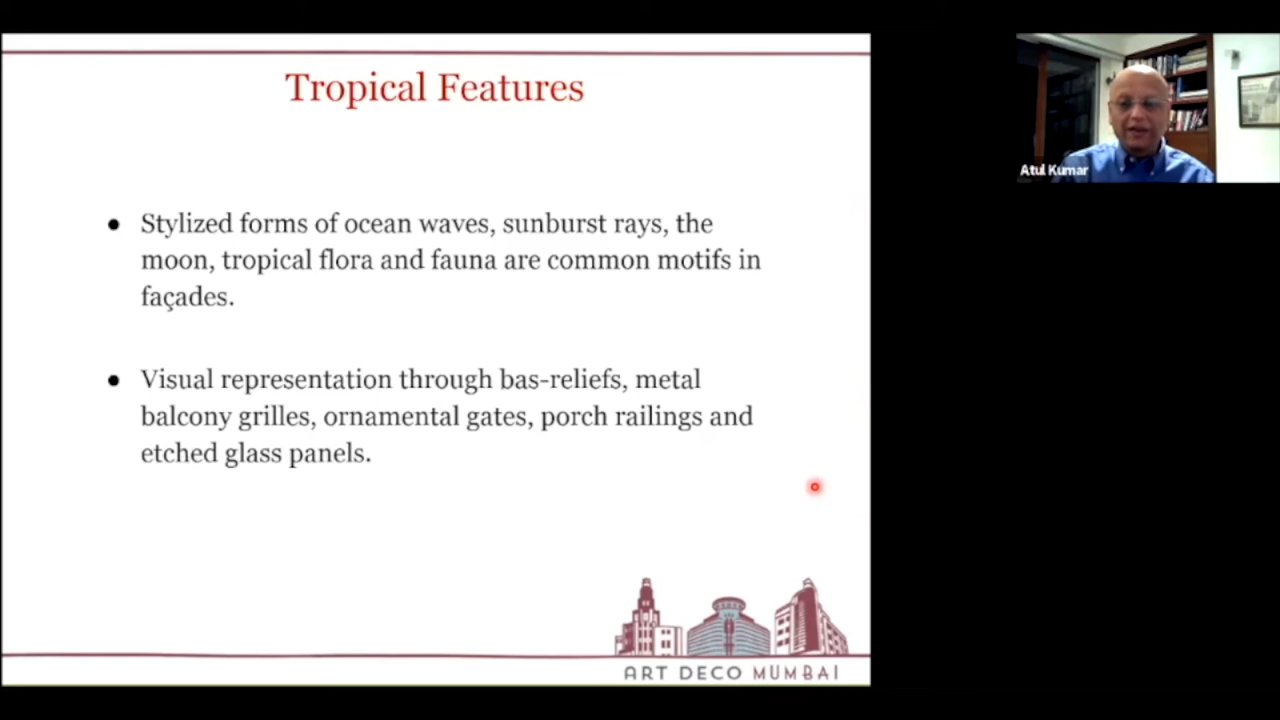 Tropical Features
● Stylized forms of ocean waves, sunburst rays, the
moon, tropical flora and fauna are common motifs in
façades.
● Visual representation through bas-reliefs, metal
balcony grilles, ornamental gates, porch railings and
etched glass panels.
ART DECO MUMBAI
Atul Kumar